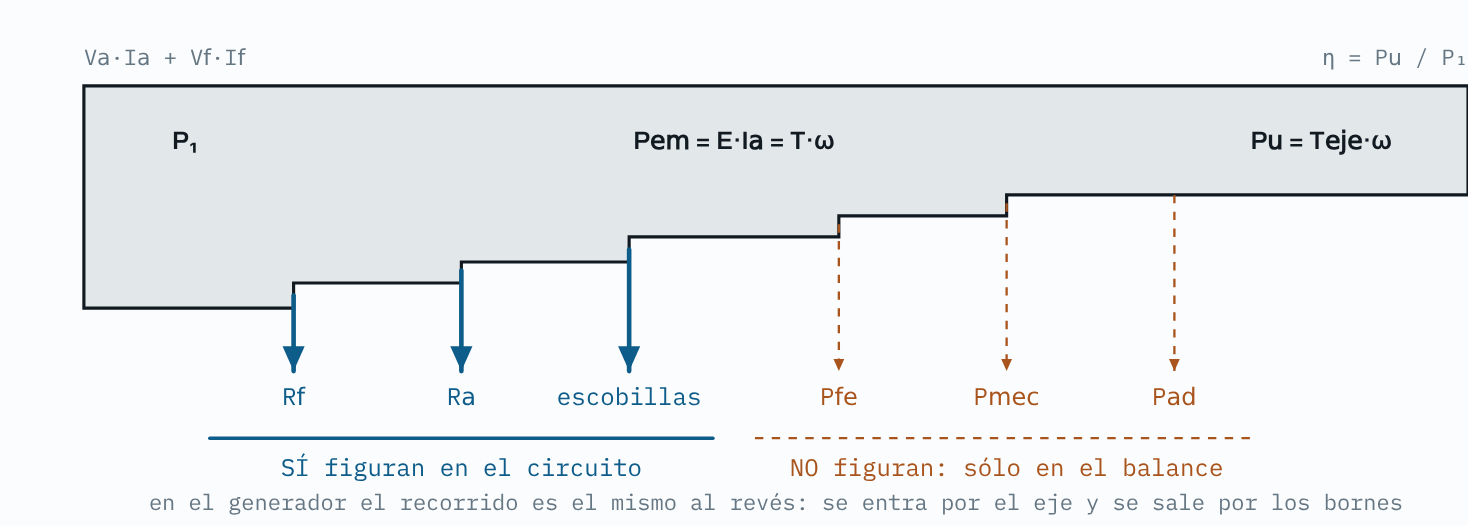 Va·Ia + Vf·If
η = Pu / P₁
P₁
Pem = E·Ia = T·ω
Pu = Teje·ω
Rf
Ra
escobillas
Pfe
Pmec
Pad
SÍ figuran en el circuito
NO figuran: sólo en el balance
en el generador el recorrido es el mismo al revés: se entra por el eje y se sale por los bornes